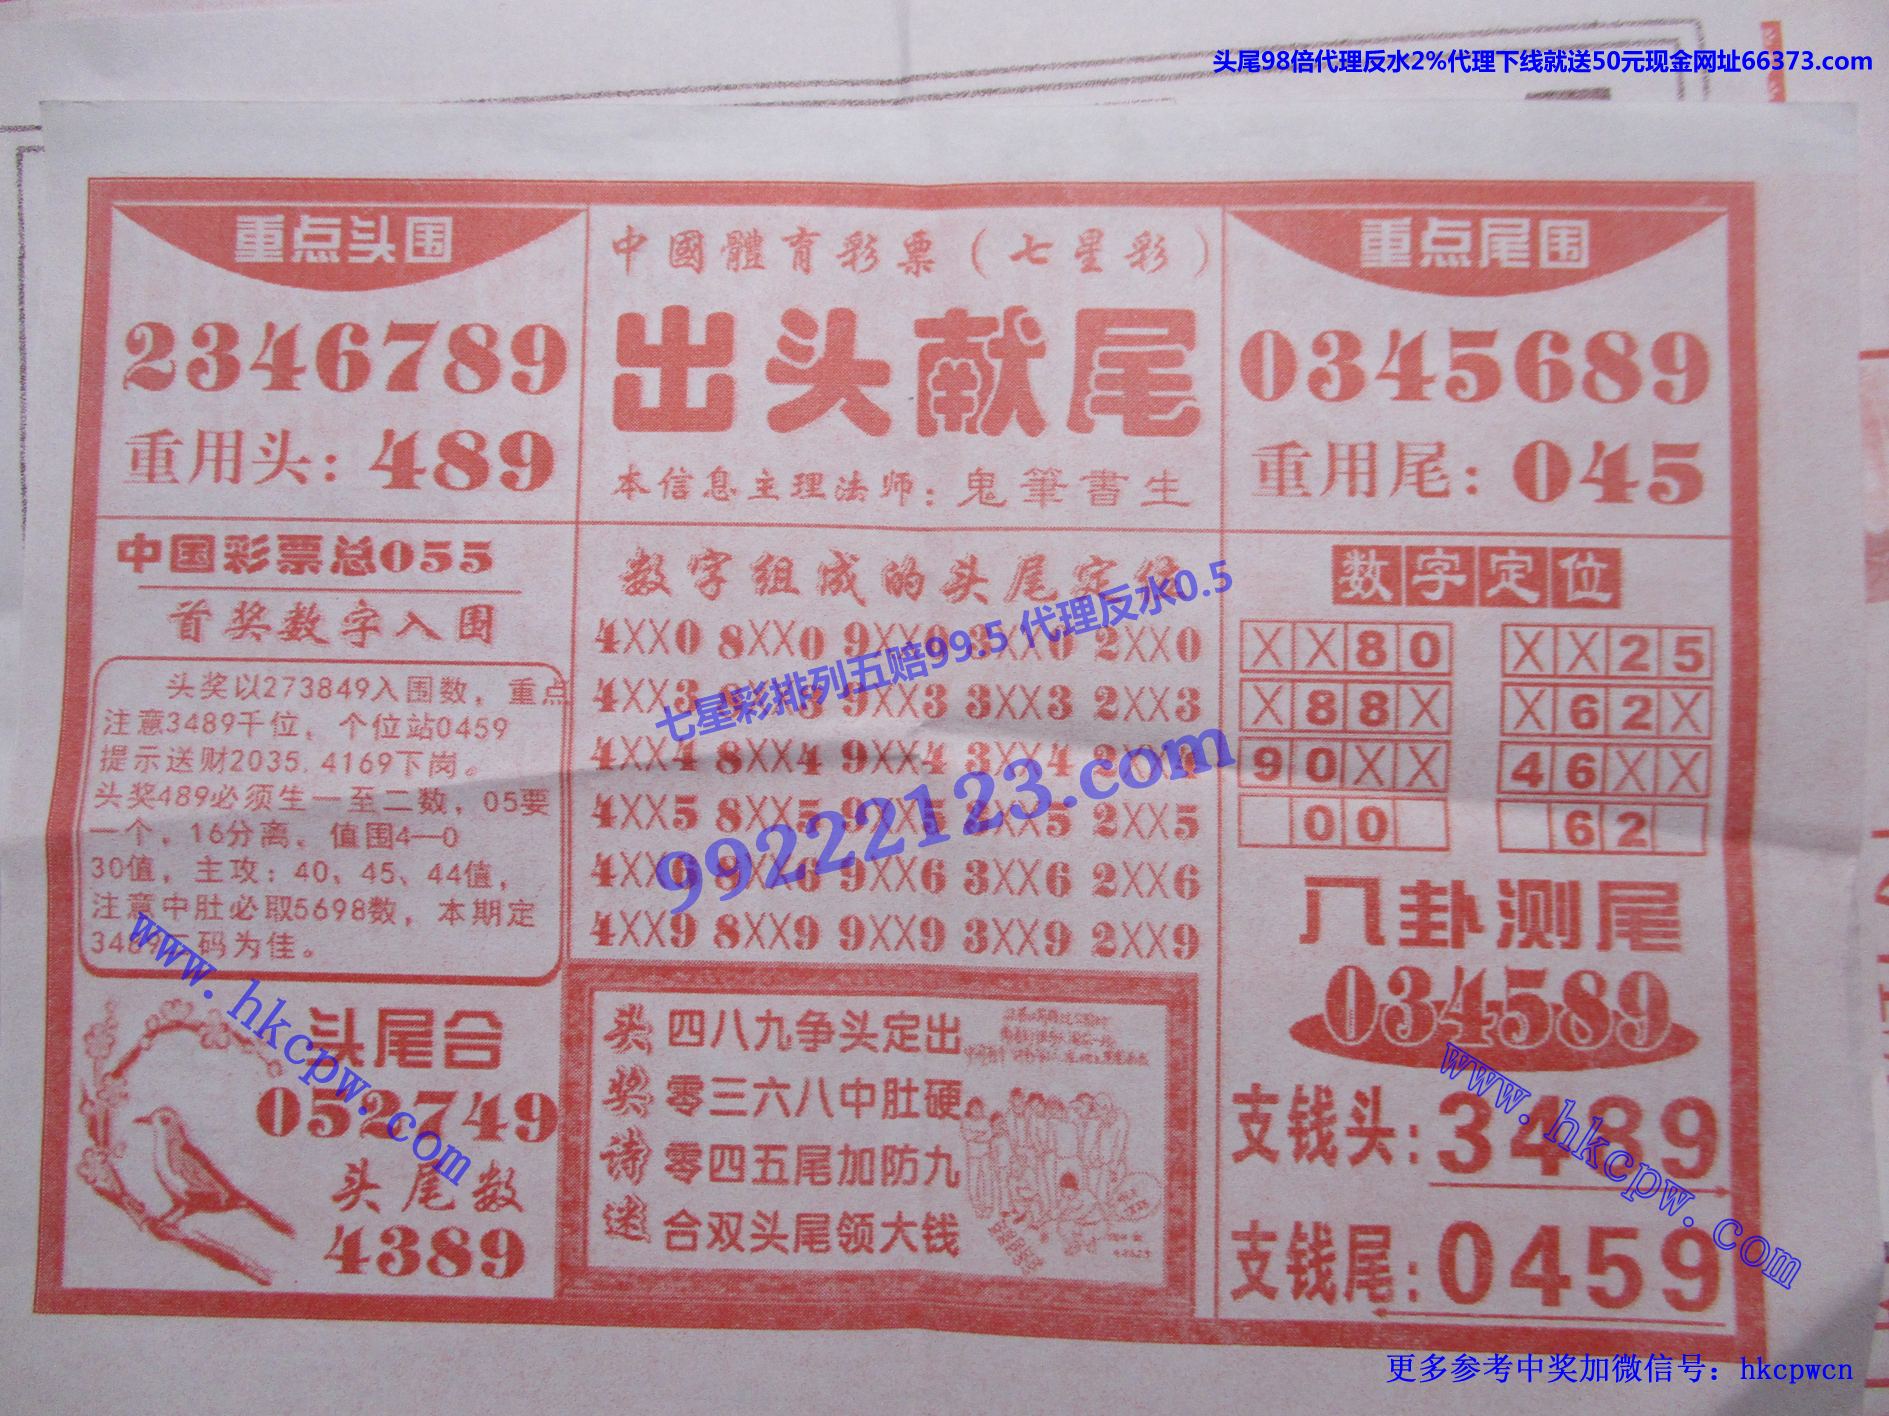 头尾98倍代理反水2%代理下线就送50元现金网址66373.com
重点头围
2346789
重用头：489
中國體育彩票（七星彩）
出头献尾
本信息主理法师：鬼筆書生
重点尾围
0345689
重用尾：045
中国彩票总055
首奖数字入围
头奖以273849入围数，重点
注意3489千位，个位站0459
提示送财2035，4169下岗。
头奖489必须生一至二数，05要
一个，16分离，值围4—0
30值，主攻：40、45、44值，
注意中肚必取5698数，本期定
码为佳。
数字组成的头尾定位
4XX0 8XX0 9XX0 3XX0 2XX0
4XX3 8XX3 9XX3 3XX3 2XX3
4XX4 8XX4 9XX4 3XX4 2XX4
4XX5 8XX5 9XX5 3XX5 2XX5
4XX6 8XX6 9XX6 3XX6 2XX6
4XX9 8XX9 9XX9 3XX9 2XX9
七星彩排列五赔99.5 代理反水0.5
99222123.com
数字定位
XX80 XX25
X88X X62X
90XX 46XX
00 62
八卦测尾
034589
支钱头：3489
支钱尾：0459
头尾合
052749
头尾数
4389
头奖诗迷
四八九争头定出
零三六八中肚硬
零四五尾加防九
合双头尾领大钱
www.hkcpw.com
www.hkcpw.com
更多参考中奖加微信号：hkcpwcn